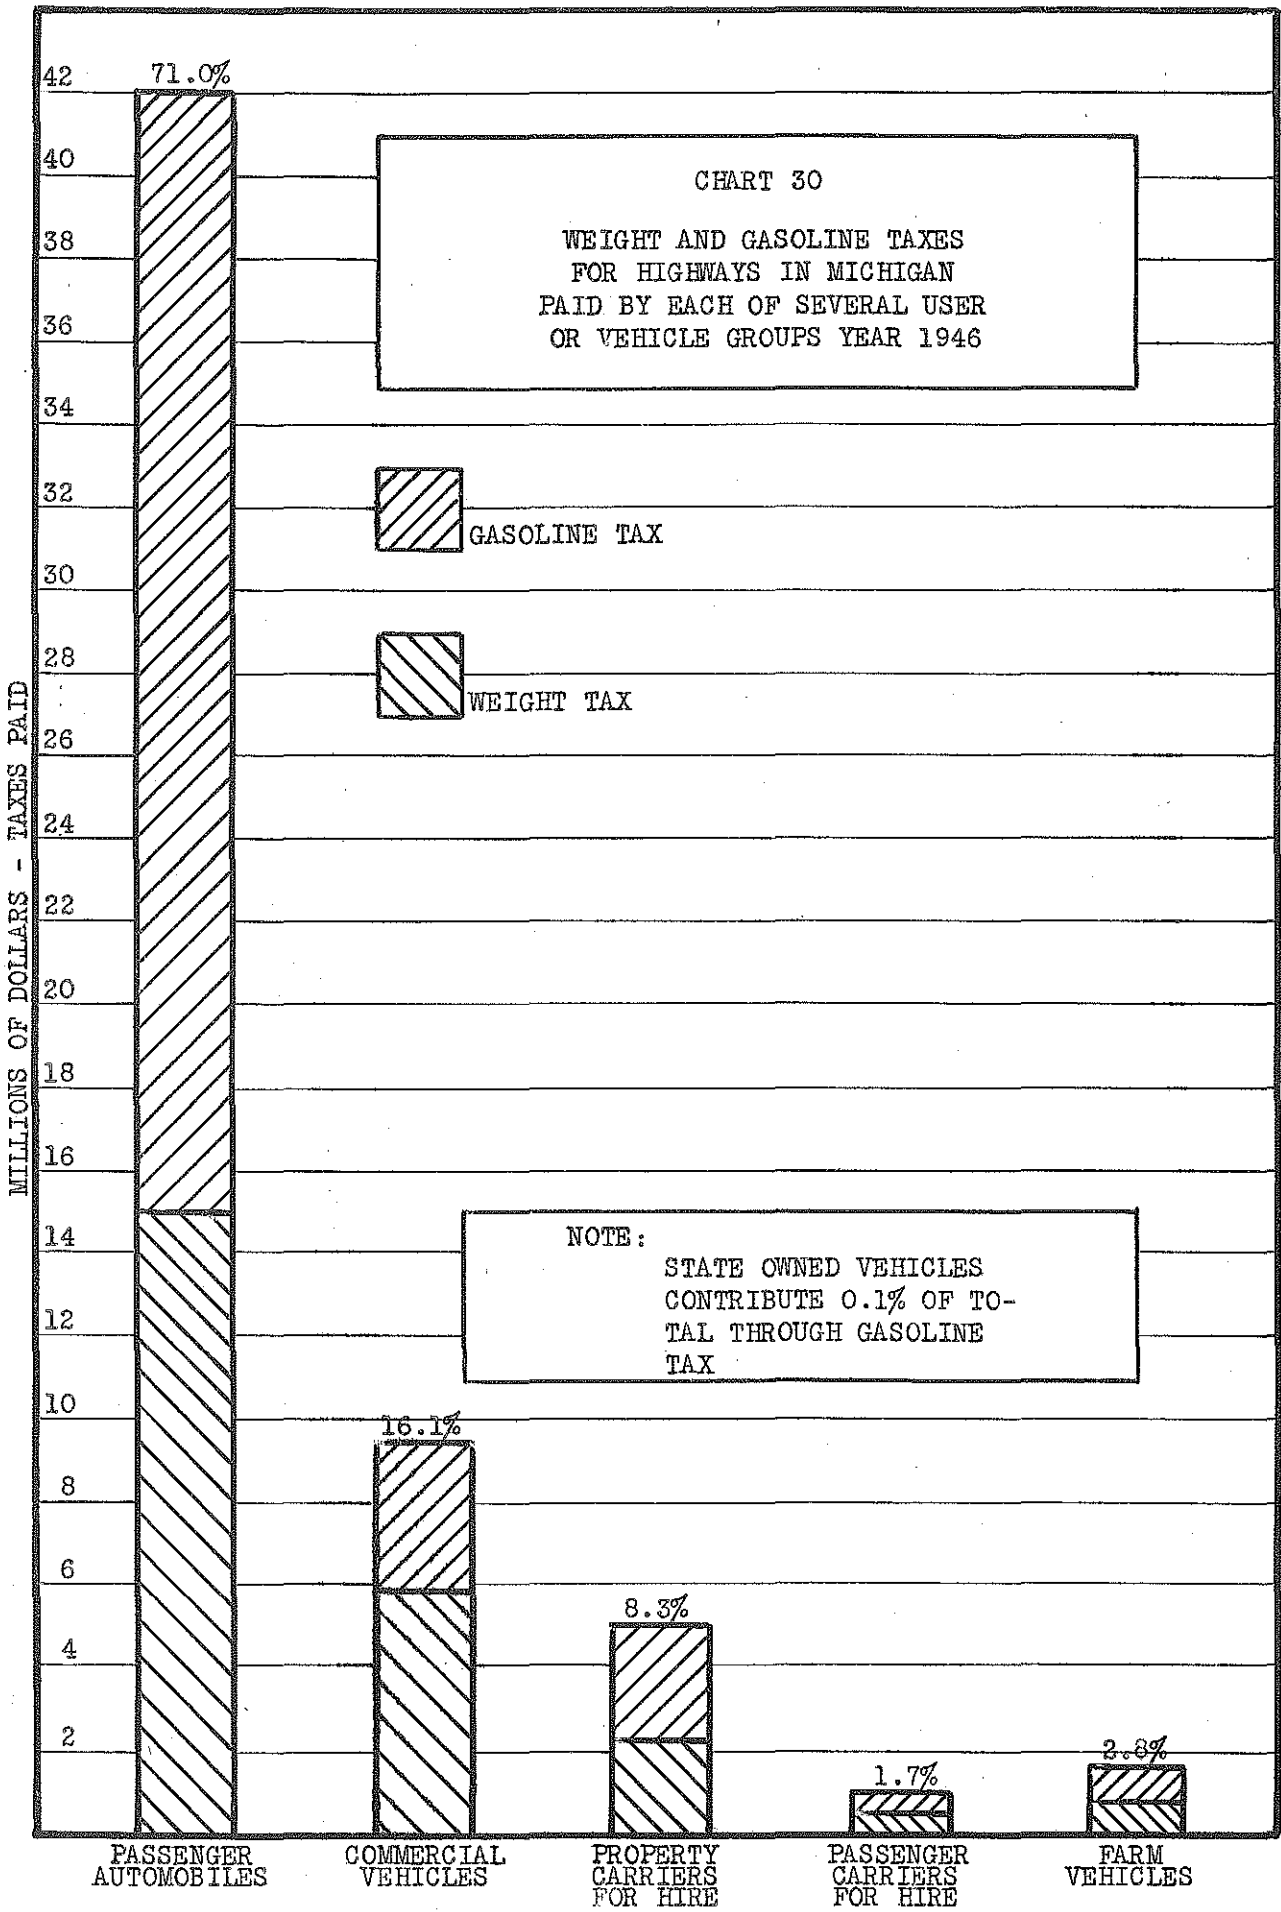 71.0%
42
40
38
36
34
32
30
28
26
24
22
20
18
16
14
12
10
8
6
4
2
MILLIONS OF DOLLARS - TAXES PAID
CHART 30
WEIGHT AND GASOLINE TAXES
FOR HIGHWAYS IN MICHIGAN
PAID BY EACH OF SEVERAL USER
OR VEHICLE GROUPS YEAR 1946
GASOLINE TAX
WEIGHT TAX
NOTE:
STATE OWNED VEHICLES
CONTRIBUTE 0.1% OF TO-
TAL THROUGH GASOLINE
TAX
16.1%
8.3%
1.7%
2.8%
PASSENGER
AUTOMOBILES
COMMERCIAL
VEHICLES
PROPERTY
CARRIERS
FOR HIRE
PASSENGER
CARRIERS
FOR HIRE
FARM
VEHICLES